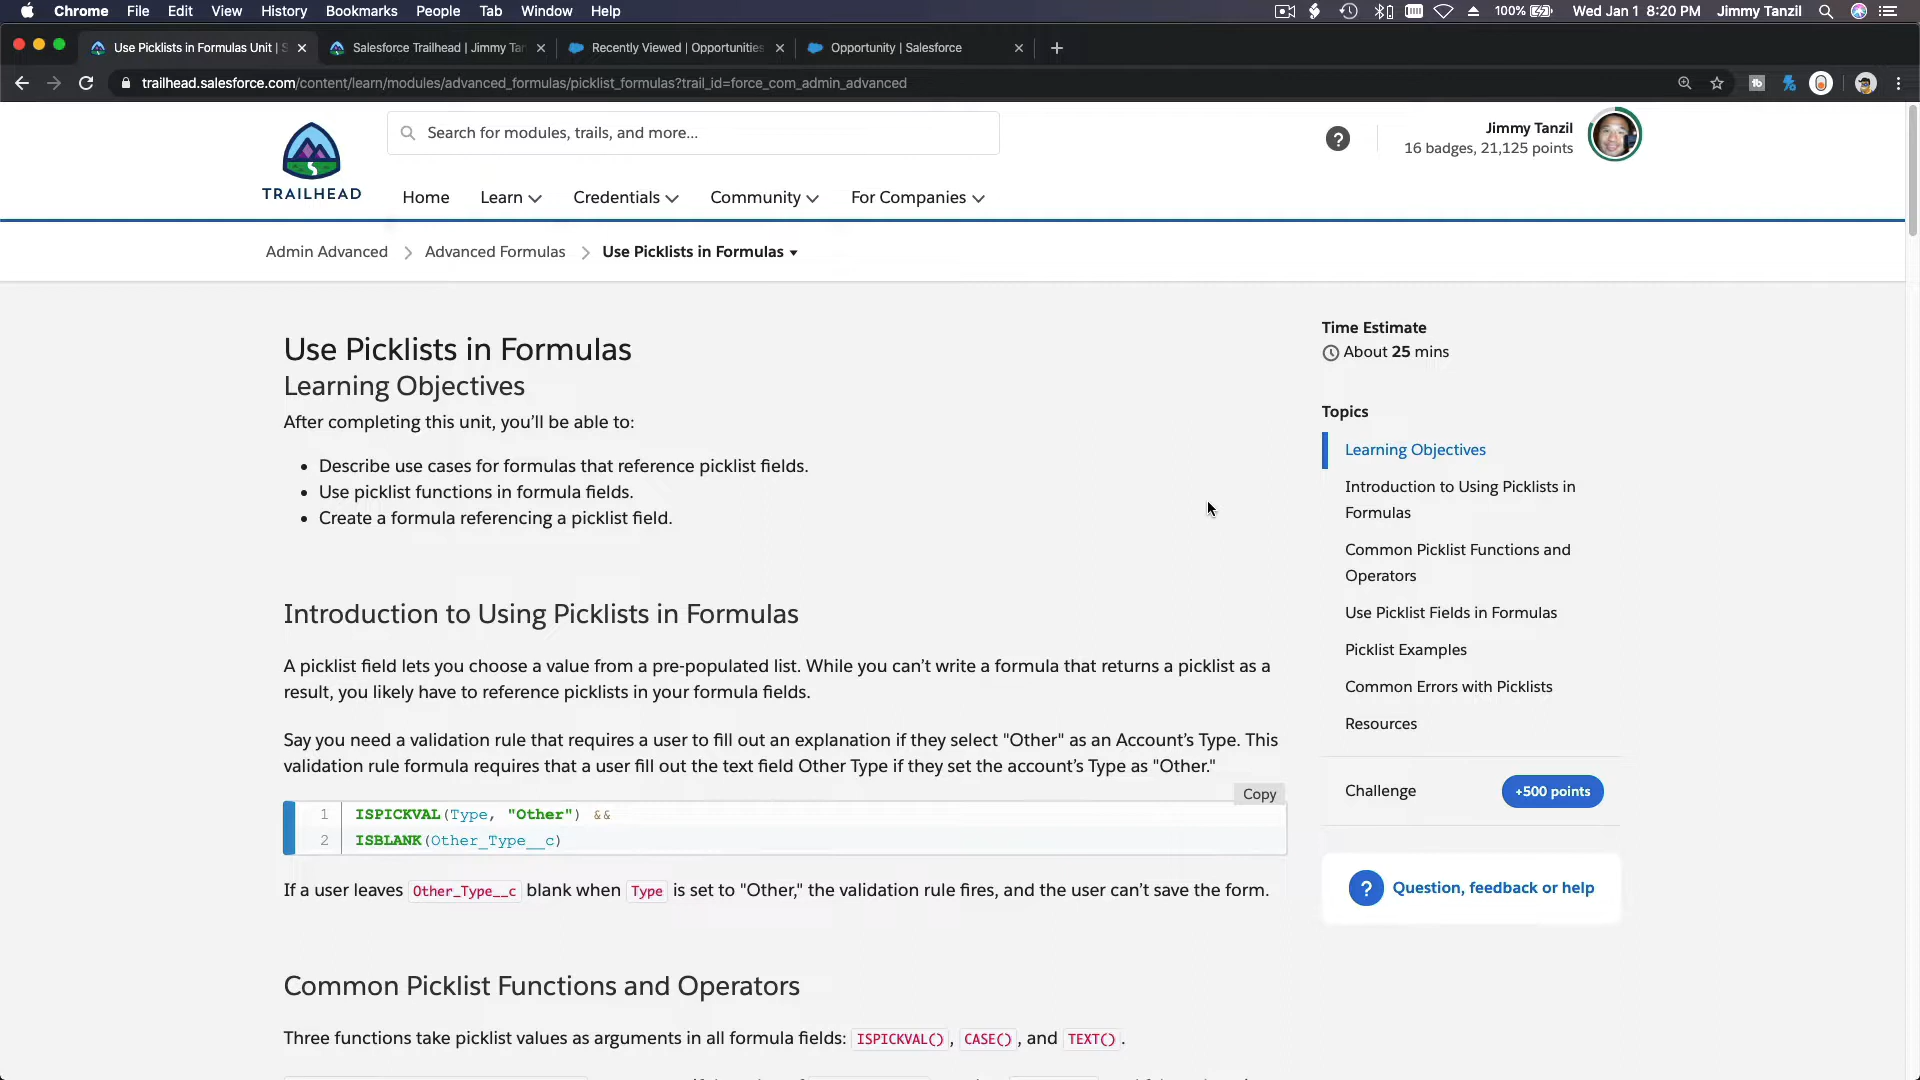 Chrome File Edit View History Bookmarks People Tab Window Help 100% Wed Jan 1 8:20 PM Jimmy Tanzil
Use Picklists in Formulas Unit | S Salesforce Trailhead | Jimmy Tan Recently Viewed | Opportunities Opportunity | Salesforce
trailhead.salesforce.com/content/learn/modules/advanced_formulas/picklist_formulas?trail_id=force_com_admin_advanced
Search for modules, trails, and more...
Jimmy Tanzil
16 badges, 21,125 points
TRAILHEAD
Home Learn Credentials Community For Companies
Admin Advanced Advanced Formulas Use Picklists in Formulas
Use Picklists in Formulas
Learning Objectives
After completing this unit, you’ll be able to:
• Describe use cases for formulas that reference picklist fields.
• Use picklist functions in formula fields.
• Create a formula referencing a picklist field.
Introduction to Using Picklists in Formulas
A picklist field lets you choose a value from a pre-populated list. While you can’t write a formula that returns a picklist as a
result, you likely have to reference picklists in your formula fields.
Say you need a validation rule that requires a user to fill out an explanation if they select "Other" as an Account’s Type. This
validation rule formula requires that a user fill out the text field Other Type if they set the account’s Type as "Other."
Copy
1 ISPICKVAL(Type, "Other") &&
2 ISBLANK(Other_Type__c)
If a user leaves Other_Type__c blank when Type is set to "Other," the validation rule fires, and the user can’t save the form.
Common Picklist Functions and Operators
Three functions take picklist values as arguments in all formula fields: ISPICKVAL(), CASE(), and TEXT().
Time Estimate
About 25 mins
Topics
Learning Objectives
Introduction to Using Picklists in
Formulas
Common Picklist Functions and
Operators
Use Picklist Fields in Formulas
Picklist Examples
Common Errors with Picklists
Resources
Challenge +500 points
? Question, feedback or help